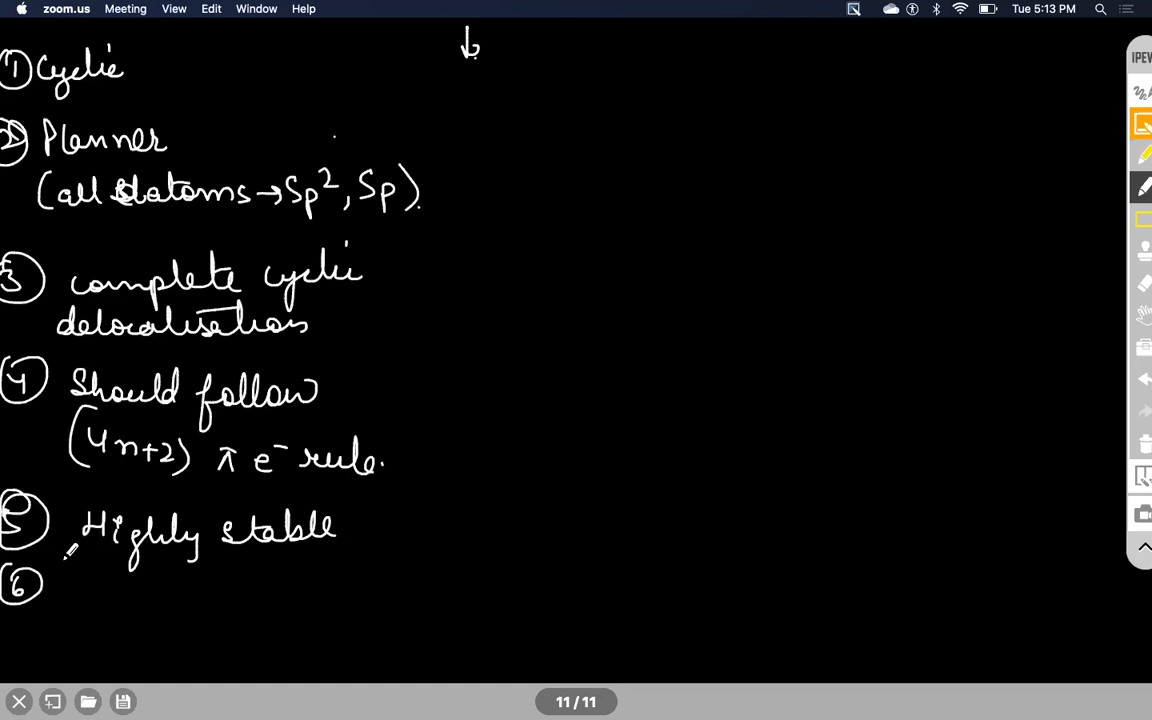 zoom.us Meeting View Edit Window Help Tue 5:13 PM
① Cyclic
② Planner
(all atoms → Sp², Sp).
③ complete cyclic
delocalisation
④ Should follow
(4n+2) π e⁻ rule.
⑤ Highly stable
⑥
IPEV
11 / 11